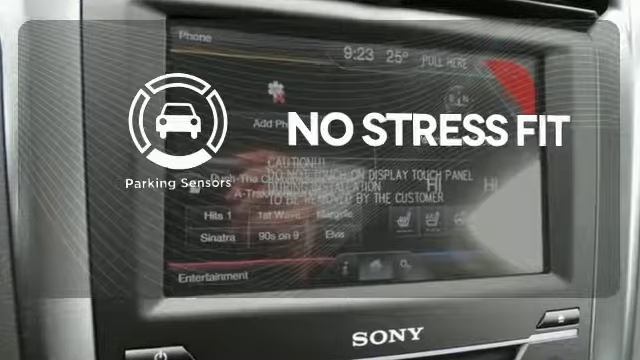 Phone
9:23 25° PULL HERE
Add Ph
NO STRESS FIT
Parking Sensors
CAUTION!!
DO NOT TOUCH ON DISPLAY TOUCH PANEL
DURING INSTALLATION
TO BE REMOVED BY THE CUSTOMER
HI HI
Hits 1 1st Wave
Sinatra 90s on 9 Elvis
Entertainment
SONY